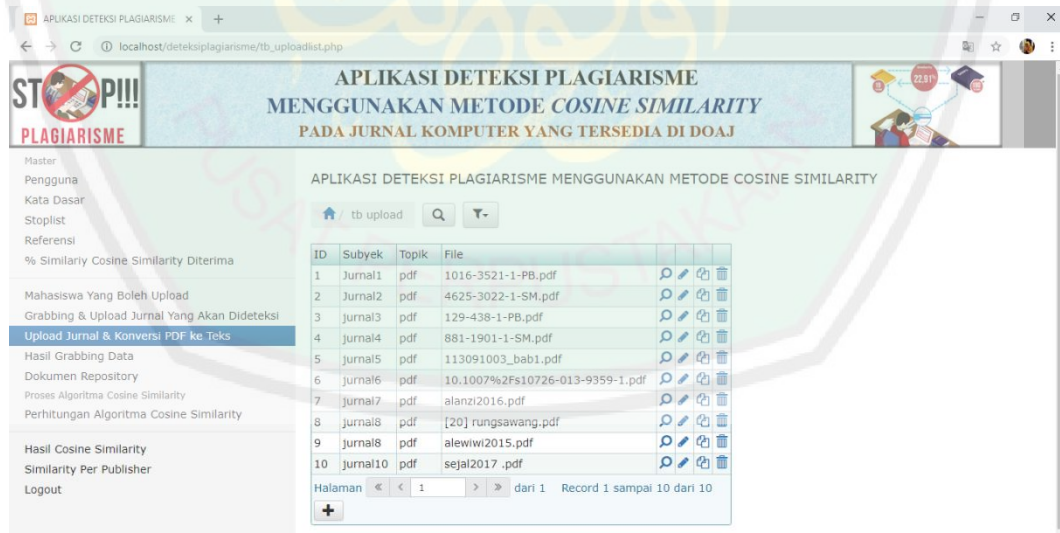 APLIKASI DETEKSI PLAGIARISME
localhost/deteksiplagiarisme/tb_uploadlist.php
STOP!!!
PLAGIARISME
APLIKASI DETEKSI PLAGIARISME
MENGGUNAKAN METODE COSINE SIMILARITY
PADA JURNAL KOMPUTER YANG TERSEDIA DI DOAJ
22.91%
Master
Pengguna
Kata Dasar
Stoplist
Referensi
% Similariy Cosine Similarity Diterima
Mahasiswa Yang Boleh Upload
Grabbing & Upload Jurnal Yang Akan Dideteksi
Upload Jurnal & Konversi PDF ke Teks
Hasil Grabbing Data
Dokumen Repository
Proses Algoritma Cosine Similarity
Perhitungan Algoritma Cosine Similarity
Hasil Cosine Similarity
Similarity Per Publisher
Logout
APLIKASI DETEKSI PLAGIARISME MENGGUNAKAN METODE COSINE SIMILARITY
/ tb upload
ID Subyek Topik File
1 Jurnal1 pdf 1016-3521-1-PB.pdf
2 Jurnal2 pdf 4625-3022-1-SM.pdf
3 jurnal3 pdf 129-438-1-PB.pdf
4 jurnal4 pdf 881-1901-1-SM.pdf
5 jurnal5 pdf 113091003_bab1.pdf
6 jurnal6 pdf 10.1007%2Fs10726-013-9359-1.pdf
7 jurnal7 pdf alanzi2016.pdf
8 jurnal8 pdf [20] rungsawang.pdf
9 jurnal8 pdf alewiwi2015.pdf
10 jurnal10 pdf sejal2017 .pdf
Halaman « < 1 > » dari 1 Record 1 sampai 10 dari 10
PUSAT PERPUSTAKAAN